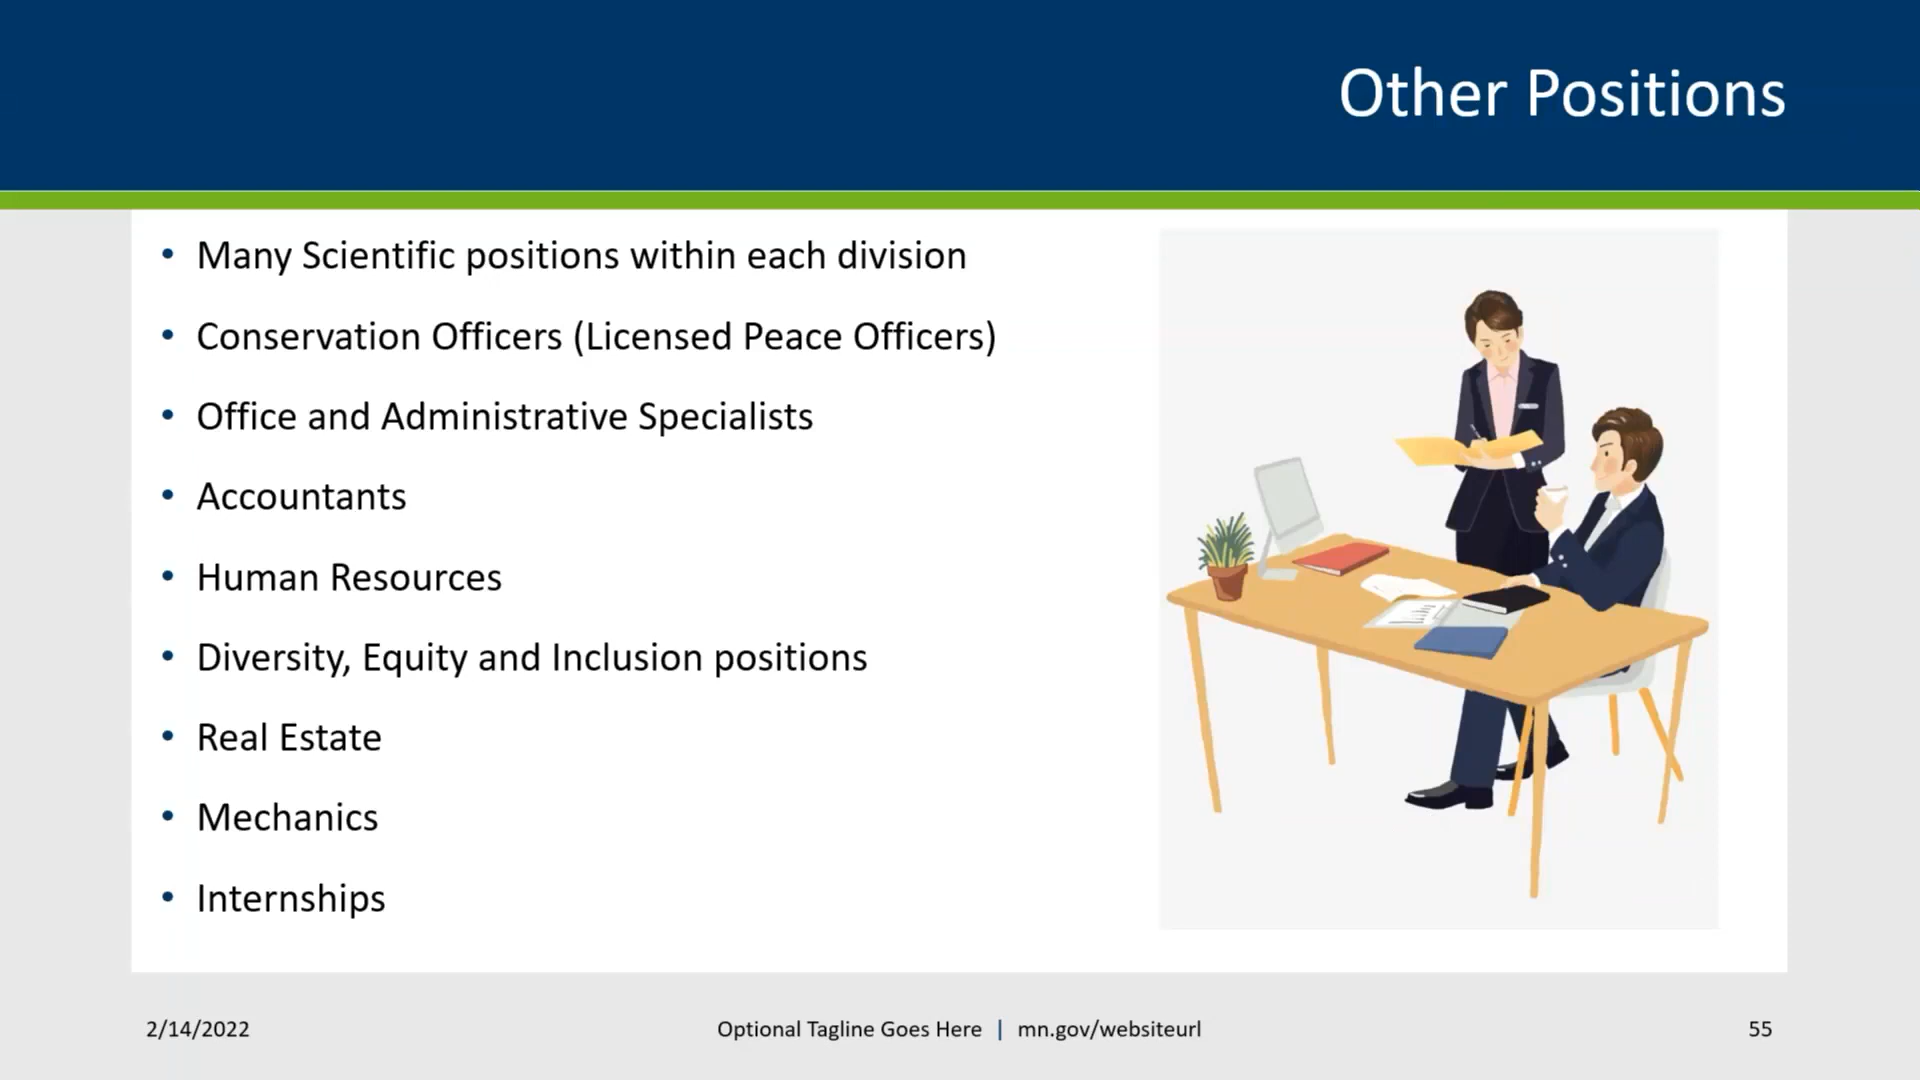 Other Positions
• Many Scientific positions within each division
• Conservation Officers (Licensed Peace Officers)
• Office and Administrative Specialists
• Accountants
• Human Resources
• Diversity, Equity and Inclusion positions
• Real Estate
• Mechanics
• Internships
2/14/2022
Optional Tagline Goes Here | mn.gov/websiteurl
55